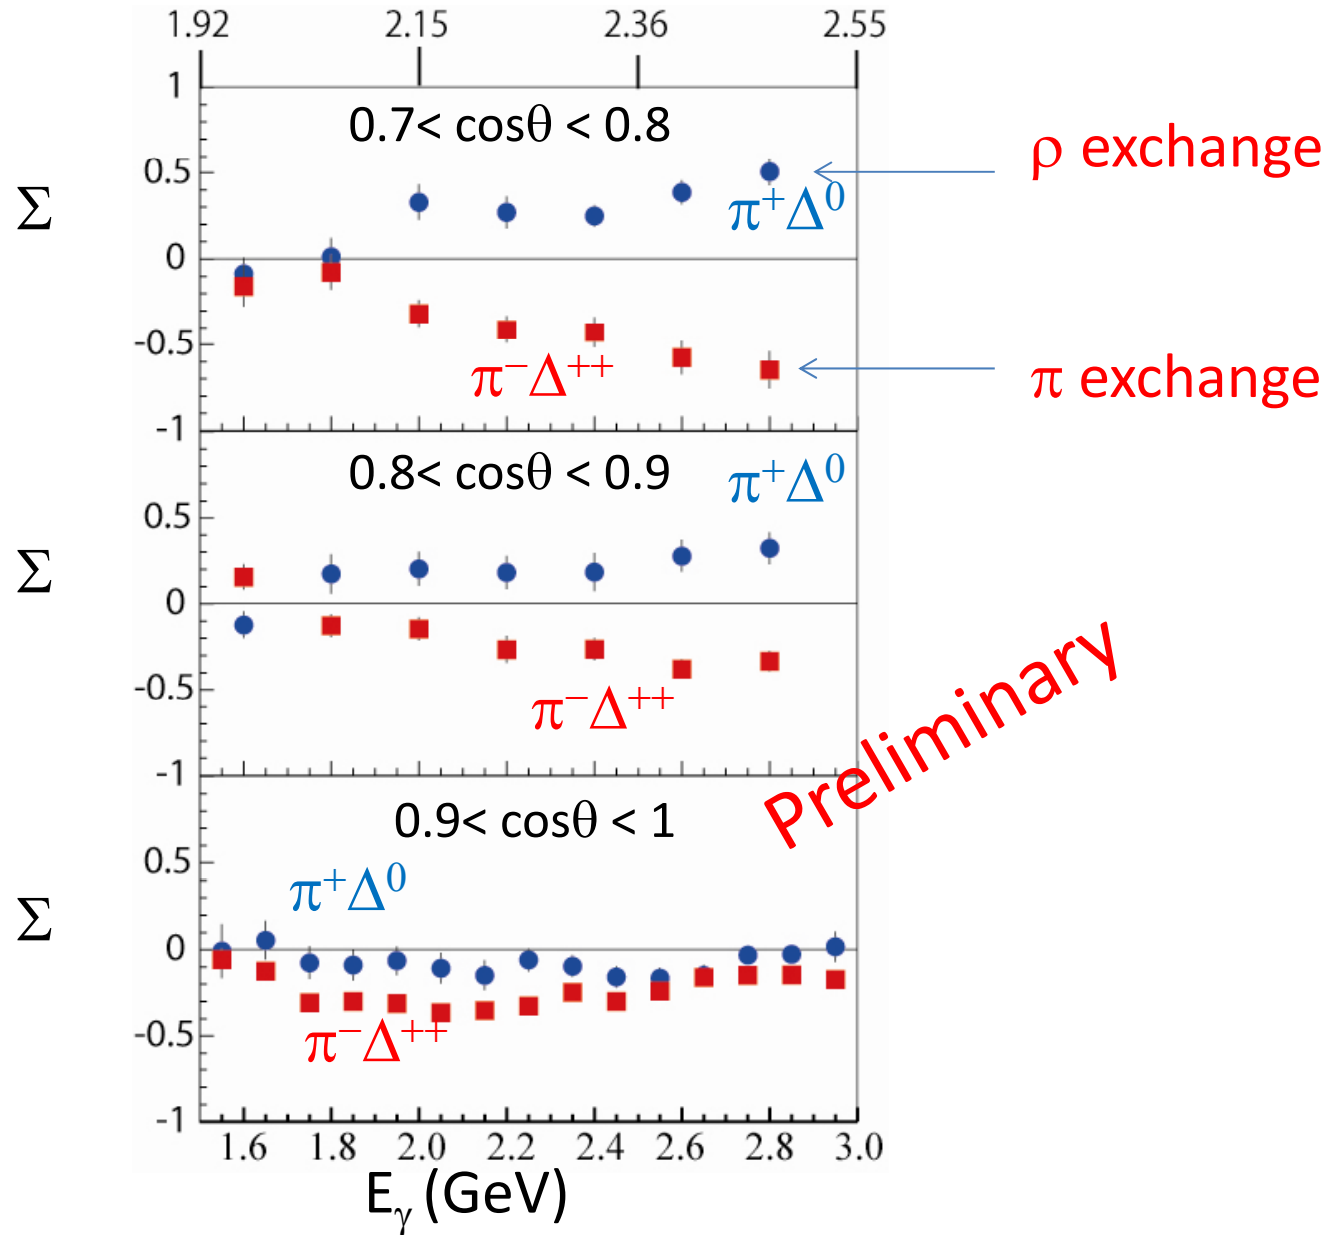 1.92 2.15 2.36 2.55
1
0.7< cosθ < 0.8
ρ exchange
0.5
π⁺Δ⁰
Σ
0
-0.5
π⁻Δ⁺⁺
π exchange
-1
0.8< cosθ < 0.9
π⁺Δ⁰
0.5
Σ
0
-0.5
π⁻Δ⁺⁺
Preliminary
-1
0.9< cosθ < 1
0.5
π⁺Δ⁰
Σ
0
-0.5
π⁻Δ⁺⁺
-1
1.6 1.8 2.0 2.2 2.4 2.6 2.8 3.0
Eᵧ (GeV)